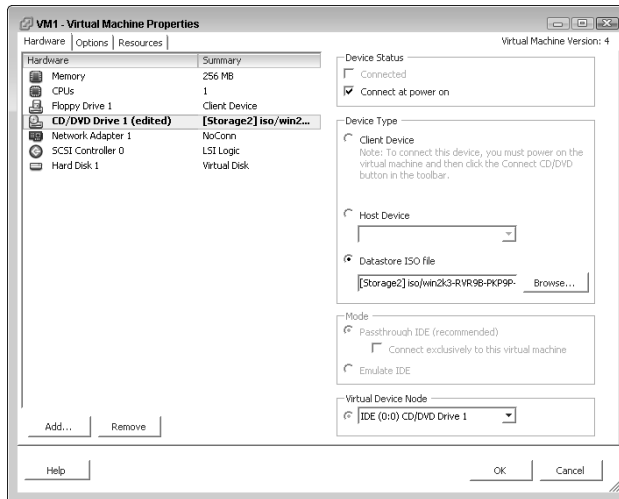 VM1 - Virtual Machine Properties
Hardware Options Resources Virtual Machine Version: 4
Hardware Summary
Memory 256 MB
CPUs 1
Floppy Drive 1 Client Device
CD/DVD Drive 1 (edited) [Storage2] iso/win2...
Network Adapter 1 NoConn
SCSI Controller 0 LSI Logic
Hard Disk 1 Virtual Disk
Add... Remove
Device Status
Connected
Connect at power on
Device Type
Client Device
Note: To connect this device, you must power on the
virtual machine and then click the Connect CD/DVD
button in the toolbar.
Host Device
Datastore ISO file
[Storage2] iso/win2k3-RVR9B-PKP9P- Browse...
Mode
Passthrough IDE (recommended)
Connect exclusively to this virtual machine
Emulate IDE
Virtual Device Node
IDE (0:0) CD/DVD Drive 1
Help OK Cancel